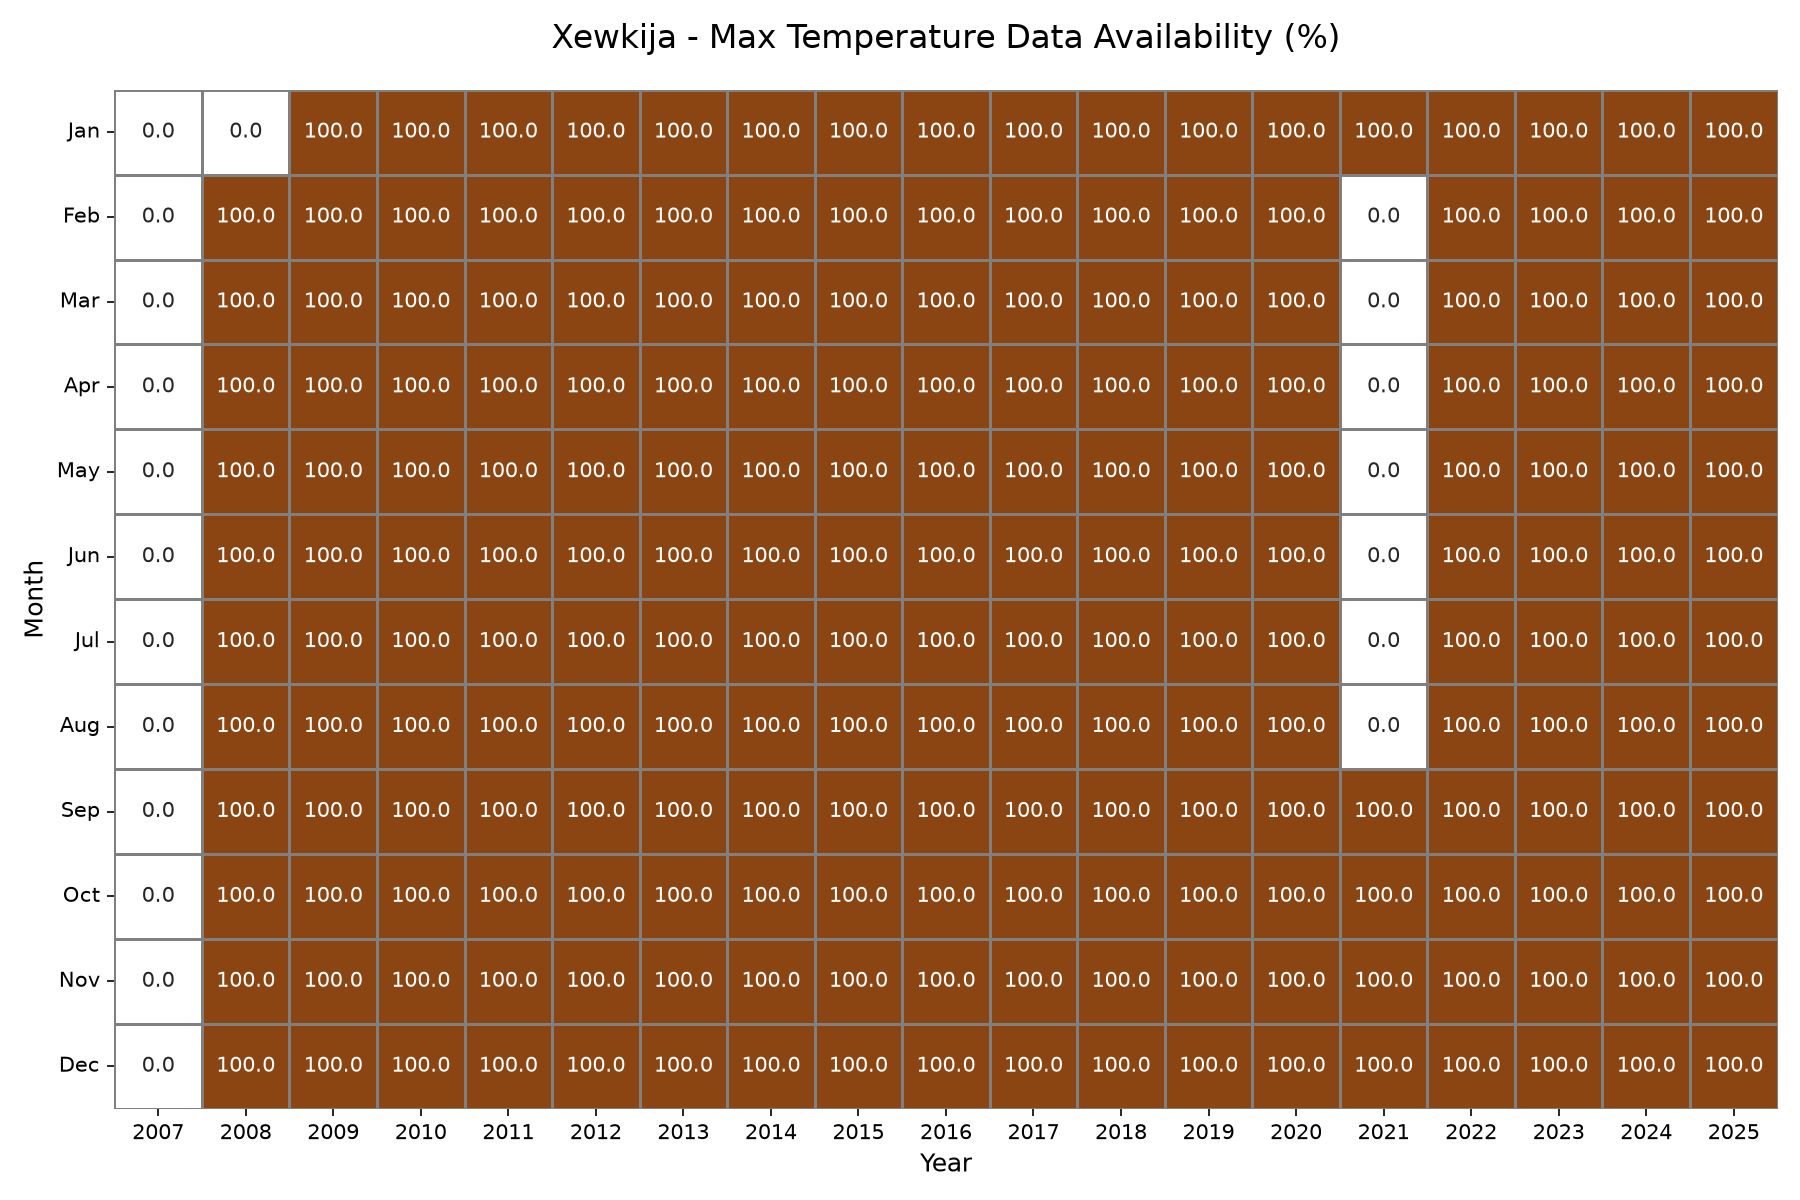 Xewkija - Max Temperature Data Availability (%)
Jan 0.0 0.0 100.0 100.0 100.0 100.0 100.0 100.0 100.0 100.0 100.0 100.0 100.0 100.0 100.0 100.0 100.0 100.0 100.0
Feb 0.0 100.0 100.0 100.0 100.0 100.0 100.0 100.0 100.0 100.0 100.0 100.0 100.0 100.0 0.0 100.0 100.0 100.0 100.0
Mar 0.0 100.0 100.0 100.0 100.0 100.0 100.0 100.0 100.0 100.0 100.0 100.0 100.0 100.0 0.0 100.0 100.0 100.0 100.0
Apr 0.0 100.0 100.0 100.0 100.0 100.0 100.0 100.0 100.0 100.0 100.0 100.0 100.0 100.0 0.0 100.0 100.0 100.0 100.0
May 0.0 100.0 100.0 100.0 100.0 100.0 100.0 100.0 100.0 100.0 100.0 100.0 100.0 100.0 0.0 100.0 100.0 100.0 100.0
Jun 0.0 100.0 100.0 100.0 100.0 100.0 100.0 100.0 100.0 100.0 100.0 100.0 100.0 100.0 0.0 100.0 100.0 100.0 100.0
Month
Jul 0.0 100.0 100.0 100.0 100.0 100.0 100.0 100.0 100.0 100.0 100.0 100.0 100.0 100.0 0.0 100.0 100.0 100.0 100.0
Aug 0.0 100.0 100.0 100.0 100.0 100.0 100.0 100.0 100.0 100.0 100.0 100.0 100.0 100.0 0.0 100.0 100.0 100.0 100.0
Sep 0.0 100.0 100.0 100.0 100.0 100.0 100.0 100.0 100.0 100.0 100.0 100.0 100.0 100.0 100.0 100.0 100.0 100.0 100.0
Oct 0.0 100.0 100.0 100.0 100.0 100.0 100.0 100.0 100.0 100.0 100.0 100.0 100.0 100.0 100.0 100.0 100.0 100.0 100.0
Nov 0.0 100.0 100.0 100.0 100.0 100.0 100.0 100.0 100.0 100.0 100.0 100.0 100.0 100.0 100.0 100.0 100.0 100.0 100.0
Dec 0.0 100.0 100.0 100.0 100.0 100.0 100.0 100.0 100.0 100.0 100.0 100.0 100.0 100.0 100.0 100.0 100.0 100.0 100.0
2007 2008 2009 2010 2011 2012 2013 2014 2015 2016 2017 2018 2019 2020 2021 2022 2023 2024 2025
Year